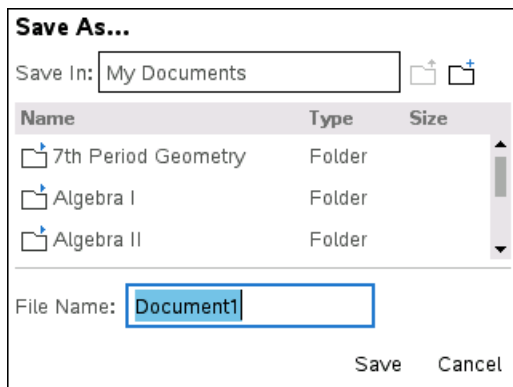 Save As...
Save In: My Documents
Name Type Size
7th Period Geometry Folder
Algebra I Folder
Algebra II Folder
File Name: Document1
Save Cancel